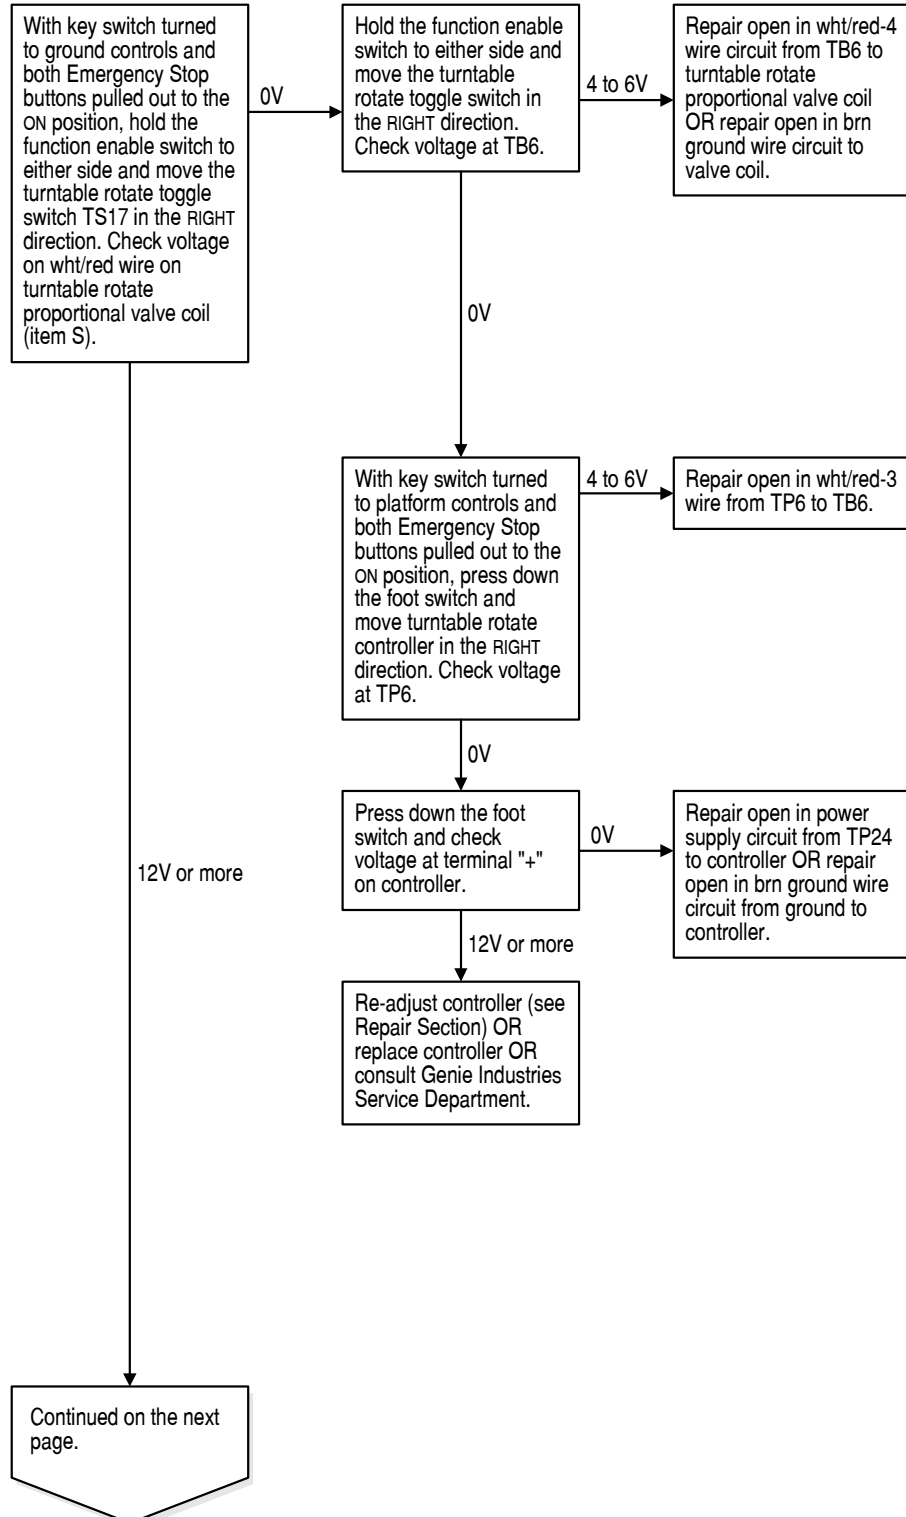 With key switch turned
to ground controls and
both Emergency Stop
buttons pulled out to the
ON position, hold the
function enable switch to
either side and move the
turntable rotate toggle
switch TS17 in the RIGHT
direction. Check voltage
on wht/red wire on
turntable rotate
proportional valve coil
(item S).
0V
Hold the function enable
switch to either side and
move the turntable
rotate toggle switch in
the RIGHT direction.
Check voltage at TB6.
4 to 6V
Repair open in wht/red-4
wire circuit from TB6 to
turntable rotate
proportional valve coil
OR repair open in brn
ground wire circuit to
valve coil.
0V
With key switch turned
to platform controls and
both Emergency Stop
buttons pulled out to the
ON position, press down
the foot switch and
move turntable rotate
controller in the RIGHT
direction. Check voltage
at TP6.
4 to 6V
Repair open in wht/red-3
wire from TP6 to TB6.
0V
Press down the foot
switch and check
voltage at terminal "+"
on controller.
0V
Repair open in power
supply circuit from TP24
to controller OR repair
open in brn ground wire
circuit from ground to
controller.
12V or more
12V or more
Re-adjust controller (see
Repair Section) OR
replace controller OR
consult Genie Industries
Service Department.
Continued on the next
page.